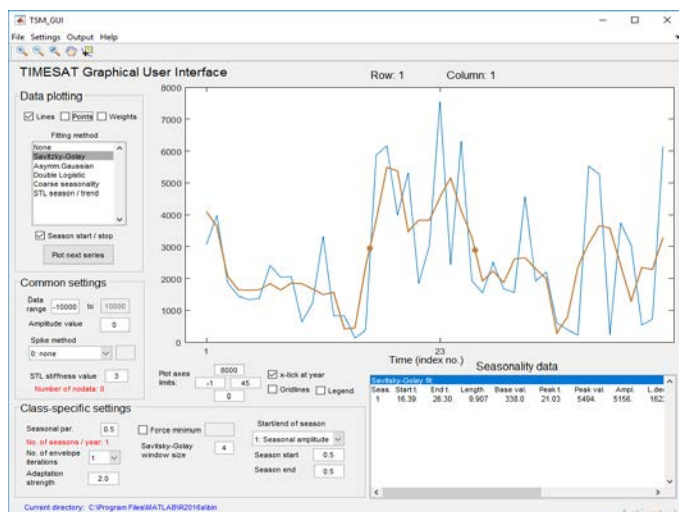 TSM_GUI
File Settings Output Help
TIMESAT Graphical User Interface
Row: 1 Column: 1
Data plotting
Lines Points Weights
Fitting method
None
Savitzky-Golay
Asymm.Gaussian
Double Logistic
Coarse seasonality
STL season / trend
Season start / stop
Plot next series
8000
7000
6000
5000
4000
3000
2000
1000
0
1
23
Time (index no.)
Common settings
Data range -10000 to 10000
Amplitude value 0
Spike method
0: none
STL stiffness value 3
Number of nodata: 0
Plot axes limits: 8000
-1 45
0
x-tick at year
Gridlines Legend
Seasonality data
Savitsky-Golay fit:
Seas. Start t. End t. Length Base val. Peak t. Peak val. Ampl. L.de
1 16.39 26.30 9.907 338.0 21.03 5494. 5156. 162
Class-specific settings
Seasonal par. 0.5
No. of seasons / year: 1
No. of envelope iterations 1
Adaptation strength 2.0
Force minimum
Savitsky-Golay window size 4
Start/end of season
1: Seasonal amplitude
Season start 0.5
Season end 0.5
Current directory: C:\Program Files\MATLAB\R2016a\bin